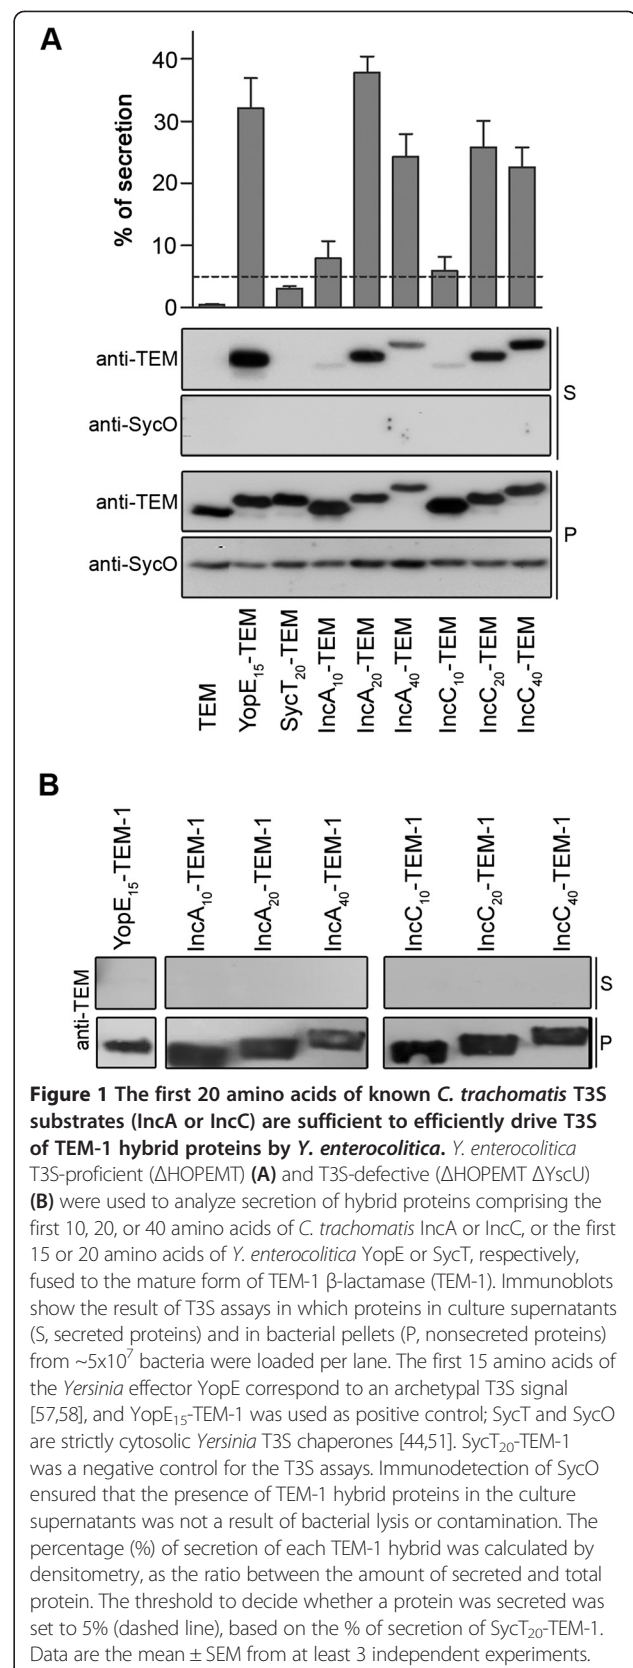 A
% of secretion
40
30
20
10
0
anti-TEM
anti-SycO
S
anti-TEM
anti-SycO
P
TEM
YopE₁₅-TEM
SycT₂₀-TEM
IncA₁₀-TEM
IncA₂₀-TEM
IncA₄₀-TEM
IncC₁₀-TEM
IncC₂₀-TEM
IncC₄₀-TEM
B
YopE₁₅-TEM-1
IncA₁₀-TEM-1
IncA₂₀-TEM-1
IncA₄₀-TEM-1
IncC₁₀-TEM-1
IncC₂₀-TEM-1
IncC₄₀-TEM-1
anti-TEM
S
P
Figure 1 The first 20 amino acids of known C. trachomatis T3S
substrates (IncA or IncC) are sufficient to efficiently drive T3S
of TEM-1 hybrid proteins by Y. enterocolitica. Y. enterocolitica
T3S-proficient (ΔHOPEMT) (A) and T3S-defective (ΔHOPEMT ΔYscU)
(B) were used to analyze secretion of hybrid proteins comprising the
first 10, 20, or 40 amino acids of C. trachomatis IncA or IncC, or the first
15 or 20 amino acids of Y. enterocolitica YopE or SycT, respectively,
fused to the mature form of TEM-1 β-lactamase (TEM-1). Immunoblots
show the result of T3S assays in which proteins in culture supernatants
(S, secreted proteins) and in bacterial pellets (P, nonsecreted proteins)
from ~5x10⁷ bacteria were loaded per lane. The first 15 amino acids of
the Yersinia effector YopE correspond to an archetypal T3S signal
[57,58], and YopE₁₅-TEM-1 was used as positive control; SycT and SycO
are strictly cytosolic Yersinia T3S chaperones [44,51]. SycT₂₀-TEM-1
was a negative control for the T3S assays. Immunodetection of SycO
ensured that the presence of TEM-1 hybrid proteins in the culture
supernatants was not a result of bacterial lysis or contamination. The
percentage (%) of secretion of each TEM-1 hybrid was calculated by
densitometry, as the ratio between the amount of secreted and total
protein. The threshold to decide whether a protein was secreted was
set to 5% (dashed line), based on the % of secretion of SycT₂₀-TEM-1.
Data are the mean ± SEM from at least 3 independent experiments.